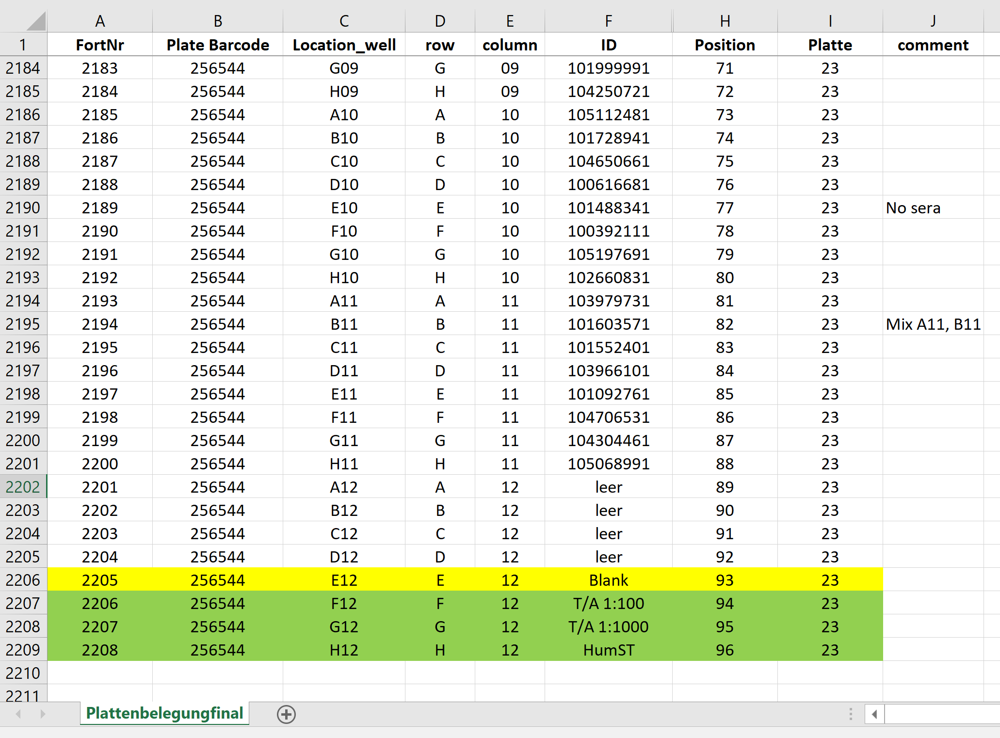 A B C D E F H I J
1 FortNr Plate Barcode Location_well row column ID Position Platte comment
2184 2183 256544 G09 G 09 101999991 71 23
2185 2184 256544 H09 H 09 104250721 72 23
2186 2185 256544 A10 A 10 105112481 73 23
2187 2186 256544 B10 B 10 101728941 74 23
2188 2187 256544 C10 C 10 104650661 75 23
2189 2188 256544 D10 D 10 100616681 76 23
2190 2189 256544 E10 E 10 101488341 77 23 No sera
2191 2190 256544 F10 F 10 100392111 78 23
2192 2191 256544 G10 G 10 105197691 79 23
2193 2192 256544 H10 H 10 102660831 80 23
2194 2193 256544 A11 A 11 103979731 81 23
2195 2194 256544 B11 B 11 101603571 82 23 Mix A11, B11
2196 2195 256544 C11 C 11 101552401 83 23
2197 2196 256544 D11 D 11 103966101 84 23
2198 2197 256544 E11 E 11 101092761 85 23
2199 2198 256544 F11 F 11 104706531 86 23
2200 2199 256544 G11 G 11 104304461 87 23
2201 2200 256544 H11 H 11 105068991 88 23
2202 2201 256544 A12 A 12 leer 89 23
2203 2202 256544 B12 B 12 leer 90 23
2204 2203 256544 C12 C 12 leer 91 23
2205 2204 256544 D12 D 12 leer 92 23
2206 2205 256544 E12 E 12 Blank 93 23
2207 2206 256544 F12 F 12 T/A 1:100 94 23
2208 2207 256544 G12 G 12 T/A 1:1000 95 23
2209 2208 256544 H12 H 12 HumST 96 23
2210
2211
Plattenbelegungfinal